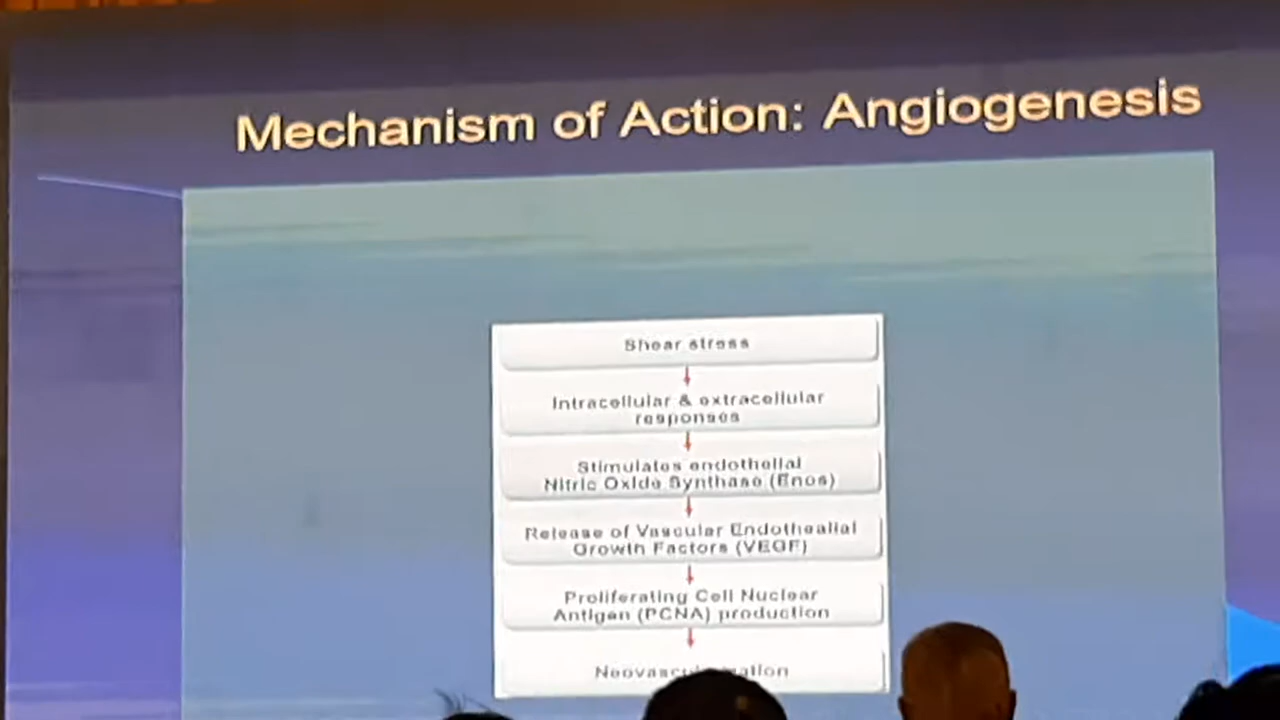 Mechanism of Action: Angiogenesis
Shear stress
Intracellular & extracellular
responses
Stimulates endothelial
Nitric Oxide Synthase (Enos)
Release of Vascular Endothealial
Growth Factors (VEGF)
Proliferating Cell Nuclear
Antigen (PCNA) production